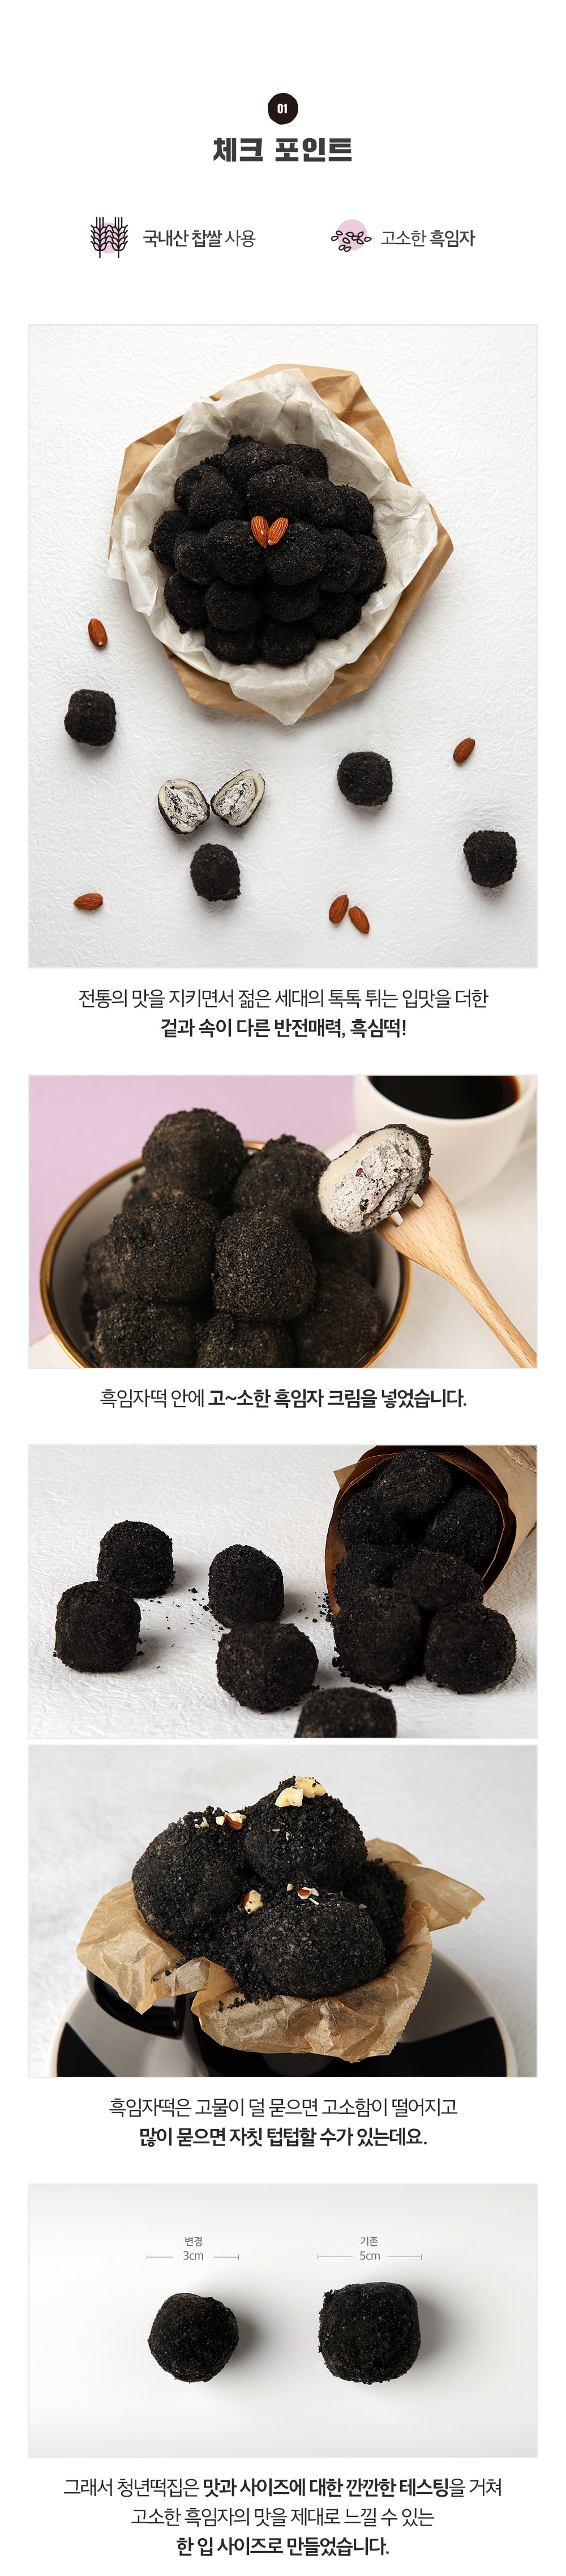 01
체크 포인트
국내산 찹쌀 사용
고소한 흑임자
전통의 맛을 지키면서 젊은 세대의 톡톡 튀는 입맛을 더한
겉과 속이 다른 반전매력, 흑심떡!
흑임자떡 안에 고~소한 흑임자 크림을 넣었습니다.
흑임자떡은 고물이 덜 묻으면 고소함이 떨어지고
많이 묻으면 자칫 텁텁할 수가 있는데요.
변경
3cm
기존
5cm
그래서 청년떡집은 맛과 사이즈에 대한 깐깐한 테스팅을 거쳐
고소한 흑임자의 맛을 제대로 느낄 수 있는
한 입 사이즈로 만들었습니다.